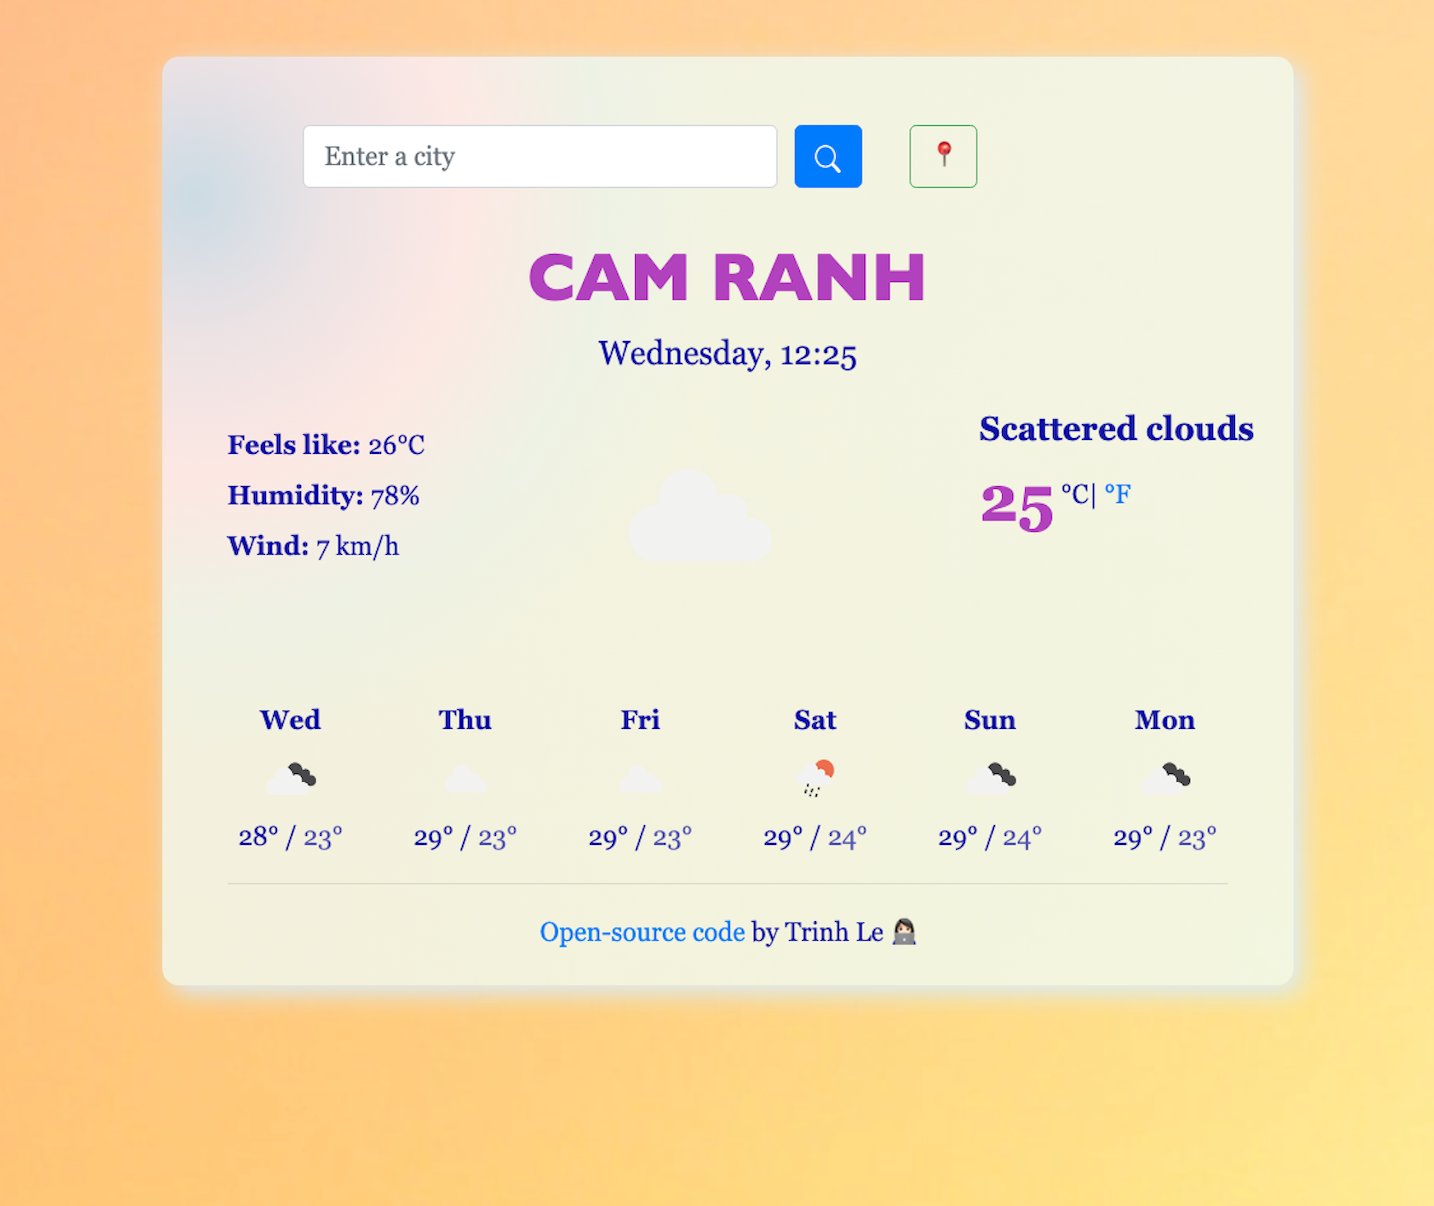 Enter a city
CAM RANH
Wednesday, 12:25
Feels like: 26°C
Humidity: 78%
Wind: 7 km/h
Scattered clouds
25 °C| °F
Wed Thu Fri Sat Sun Mon
28° / 23° 29° / 23° 29° / 23° 29° / 24° 29° / 24° 29° / 23°
Open-source code by Trinh Le